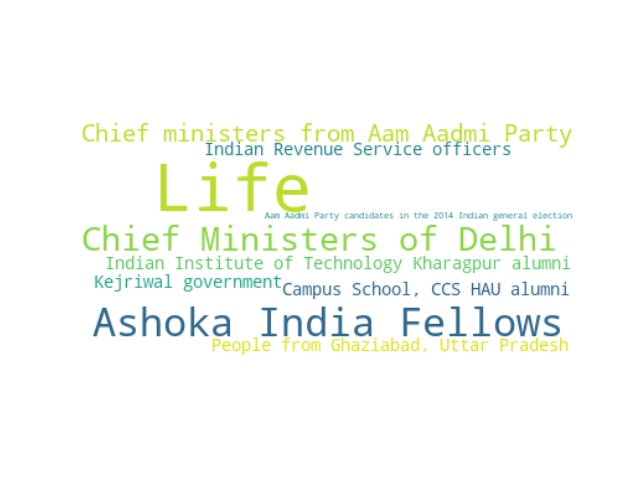 Chief ministers from Aam Aadmi Party
Indian Revenue Service officers
Life
Aam Aadmi Party candidates in the 2014 Indian general election
Chief Ministers of Delhi
Indian Institute of Technology Kharagpur alumni
Kejriwal government
Campus School, CCS HAU alumni
Ashoka India Fellows
People from Ghaziabad, Uttar Pradesh